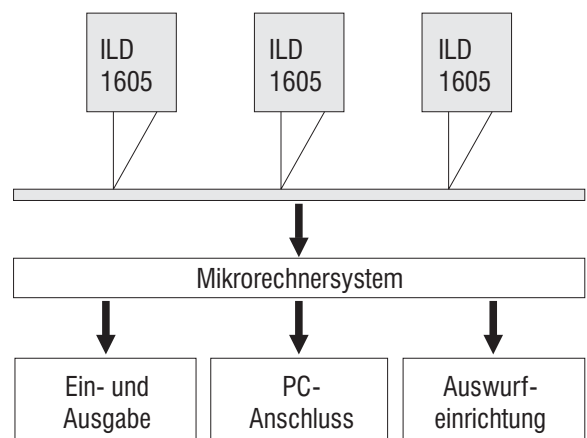 ILD
1605
ILD
1605
ILD
1605
Mikrorechnersystem
Ein- und
Ausgabe
PC-
Anschluss
Auswurf-
einrichtung